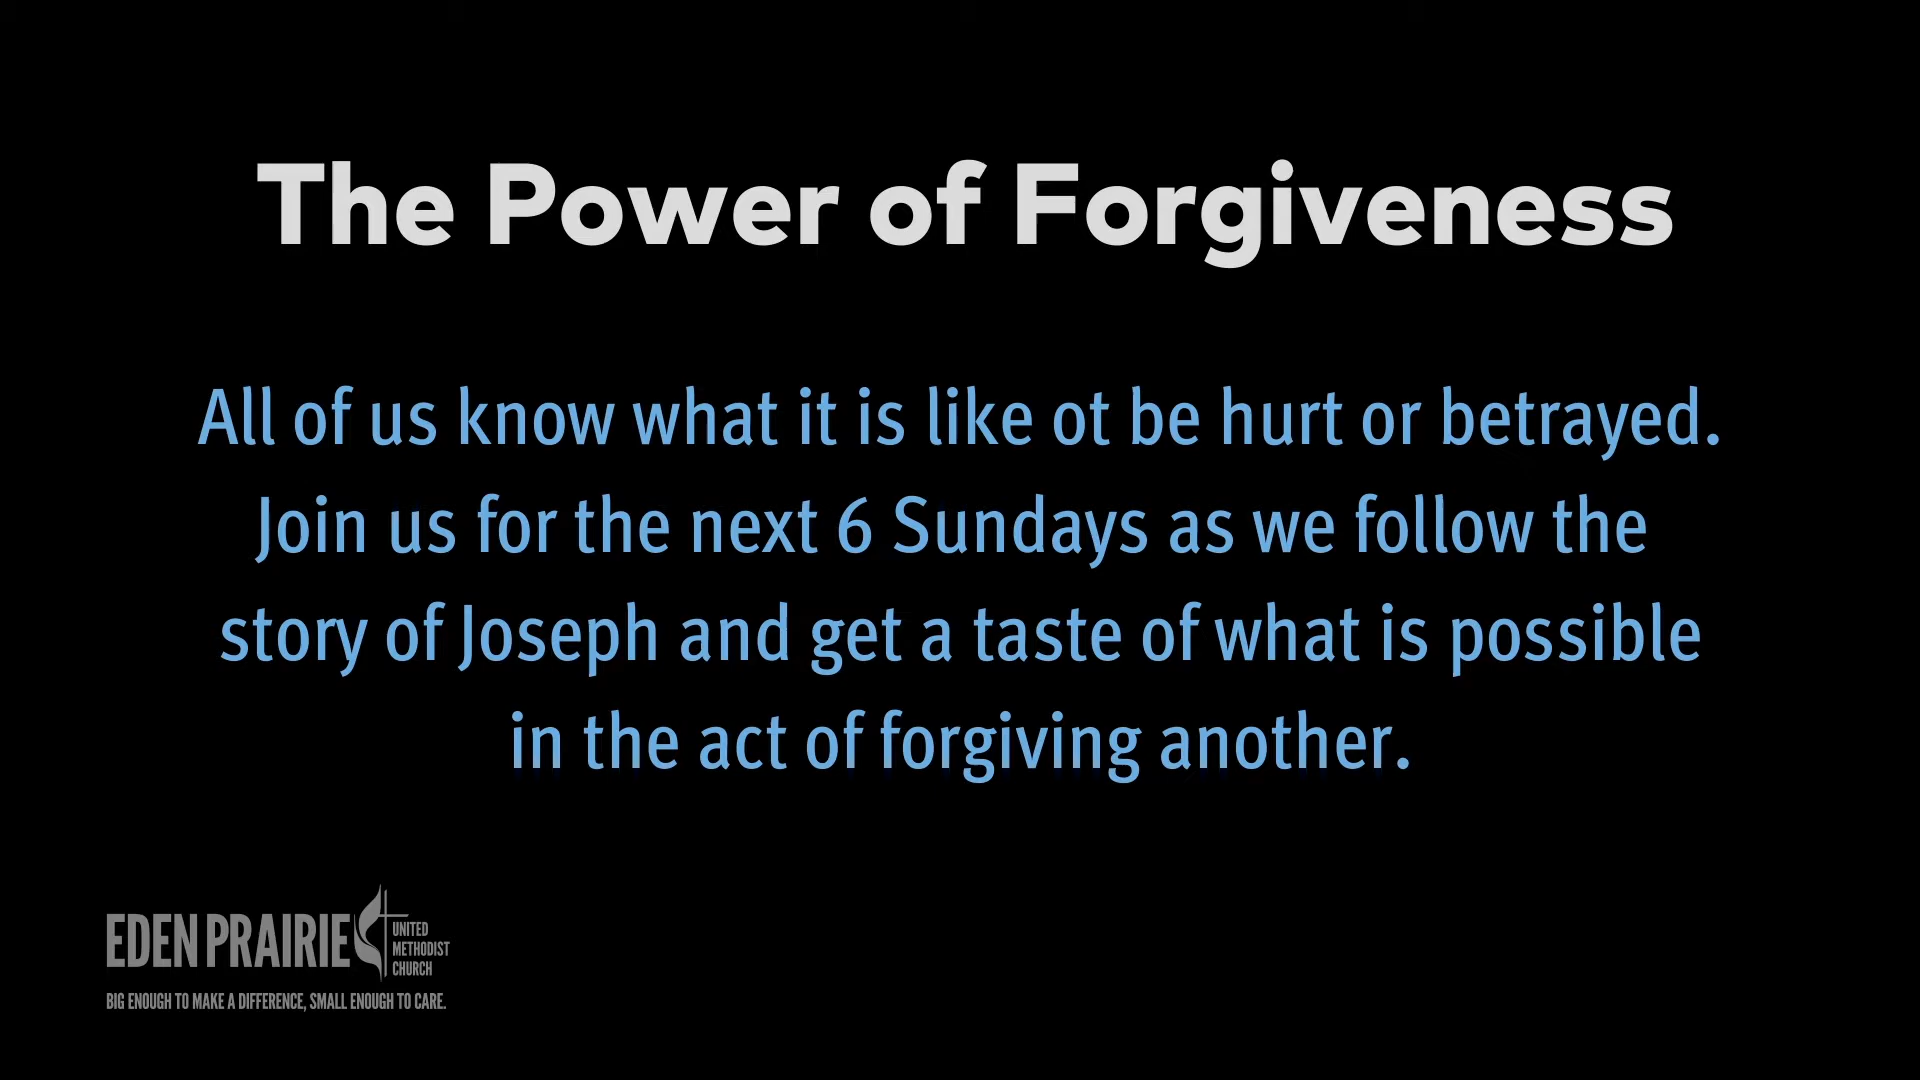 The Power of Forgiveness
All of us know what it is like ot be hurt or betrayed.
Join us for the next 6 Sundays as we follow the
story of Joseph and get a taste of what is possible
in the act of forgiving another.
EDEN PRAIRIE
UNITED
METHODIST
CHURCH
BIG ENOUGH TO MAKE A DIFFERENCE, SMALL ENOUGH TO CARE.